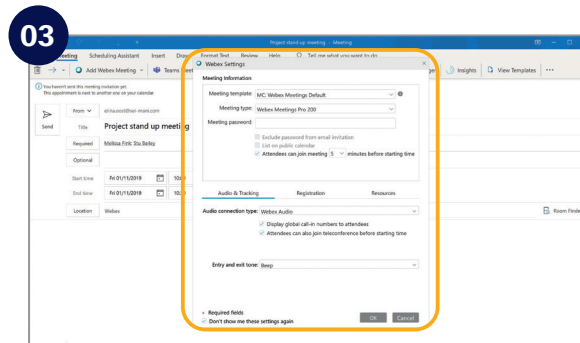 03
Project stand up meeting - Meeting
eting Scheduling Assistant Insert Draw Format Text Review Help Tell me what you want to do
Add Webex Meeting Teams Meet Insights View Templates
You haven't sent this meeting invitation yet.
This appointment is next to another one on your calendar.
Send
From
Title Project stand up meeting
Required Melissa Fink; Stu Bailey
Optional
Start time Fri 01/11/2019
End time Fri 01/11/2019
Location Webex
Room Finder
Webex Settings
Meeting Information
Meeting template: MC: Webex Meetings Default
Meeting type: Webex Meetings Pro 200
Meeting password:
Exclude password from email invitation
List on public calendar
Attendees can join meeting 5 minutes before starting time
Audio & Tracking Registration Resources
Audio connection type: Webex Audio
Display global call-in numbers to attendees
Attendees can also join teleconference before starting time
Entry and exit tone: Beep
Required fields
Don't show me these settings again
OK Cancel